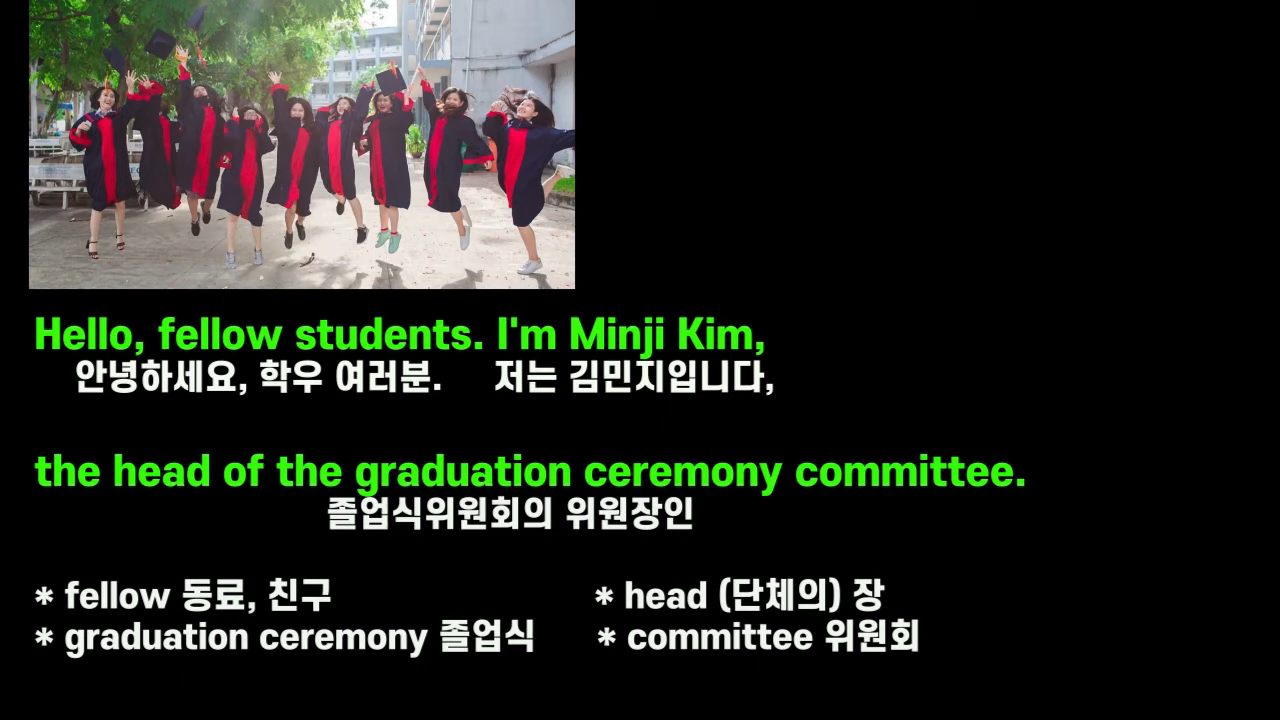 Hello, fellow students. I'm Minji Kim,
안녕하세요, 학우 여러분. 저는 김민지입니다,
the head of the graduation ceremony committee.
졸업식위원회의 위원장인
* fellow 동료, 친구 * head (단체의) 장
* graduation ceremony 졸업식 * committee 위원회